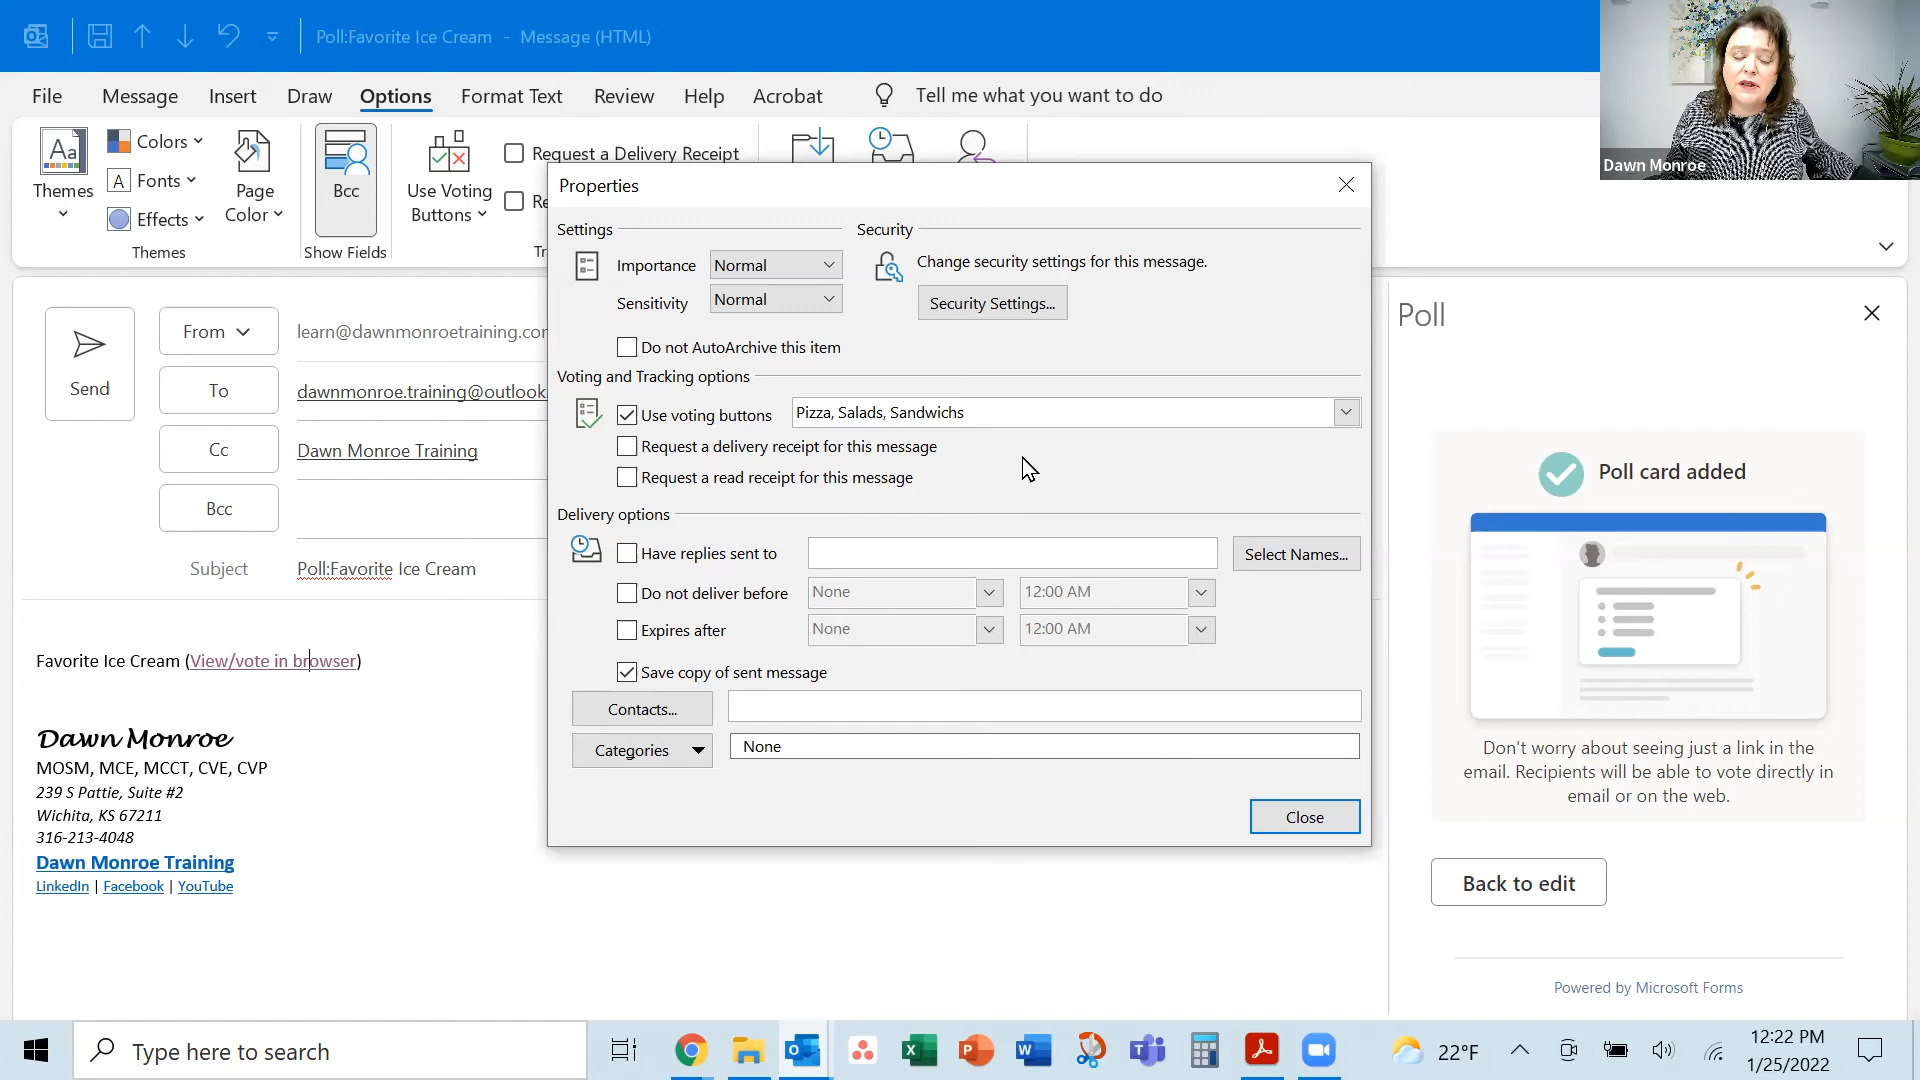 Poll:Favorite Ice Cream - Message (HTML)
File Message Insert Draw Options Format Text Review Help Acrobat Tell me what you want to do
Themes
Colors
Fonts
Effects
Page
Color
Themes
Bcc
Show Fields
Use Voting
Buttons
Request a Delivery Receipt
Re
Tr
Dawn Monroe
Send
From learn@dawnmonroetraining.con
To dawnmonroe.training@outlook.
Cc Dawn Monroe Training
Bcc
Subject Poll:Favorite Ice Cream
Favorite Ice Cream (View/vote in browser)
Dawn Monroe
MOSM, MCE, MCCT, CVE, CVP
239 S Pattie, Suite #2
Wichita, KS 67211
316-213-4048
Dawn Monroe Training
LinkedIn | Facebook | YouTube
Properties
Settings
Importance Normal
Sensitivity Normal
Do not AutoArchive this item
Security
Change security settings for this message.
Security Settings...
Voting and Tracking options
Use voting buttons Pizza, Salads, Sandwichs
Request a delivery receipt for this message
Request a read receipt for this message
Delivery options
Have replies sent to Select Names...
Do not deliver before None 12:00 AM
Expires after None 12:00 AM
Save copy of sent message
Contacts...
Categories None
Close
Poll
Poll card added
Don't worry about seeing just a link in the
email. Recipients will be able to vote directly in
email or on the web.
Back to edit
Powered by Microsoft Forms
Type here to search
22°F
12:22 PM
1/25/2022